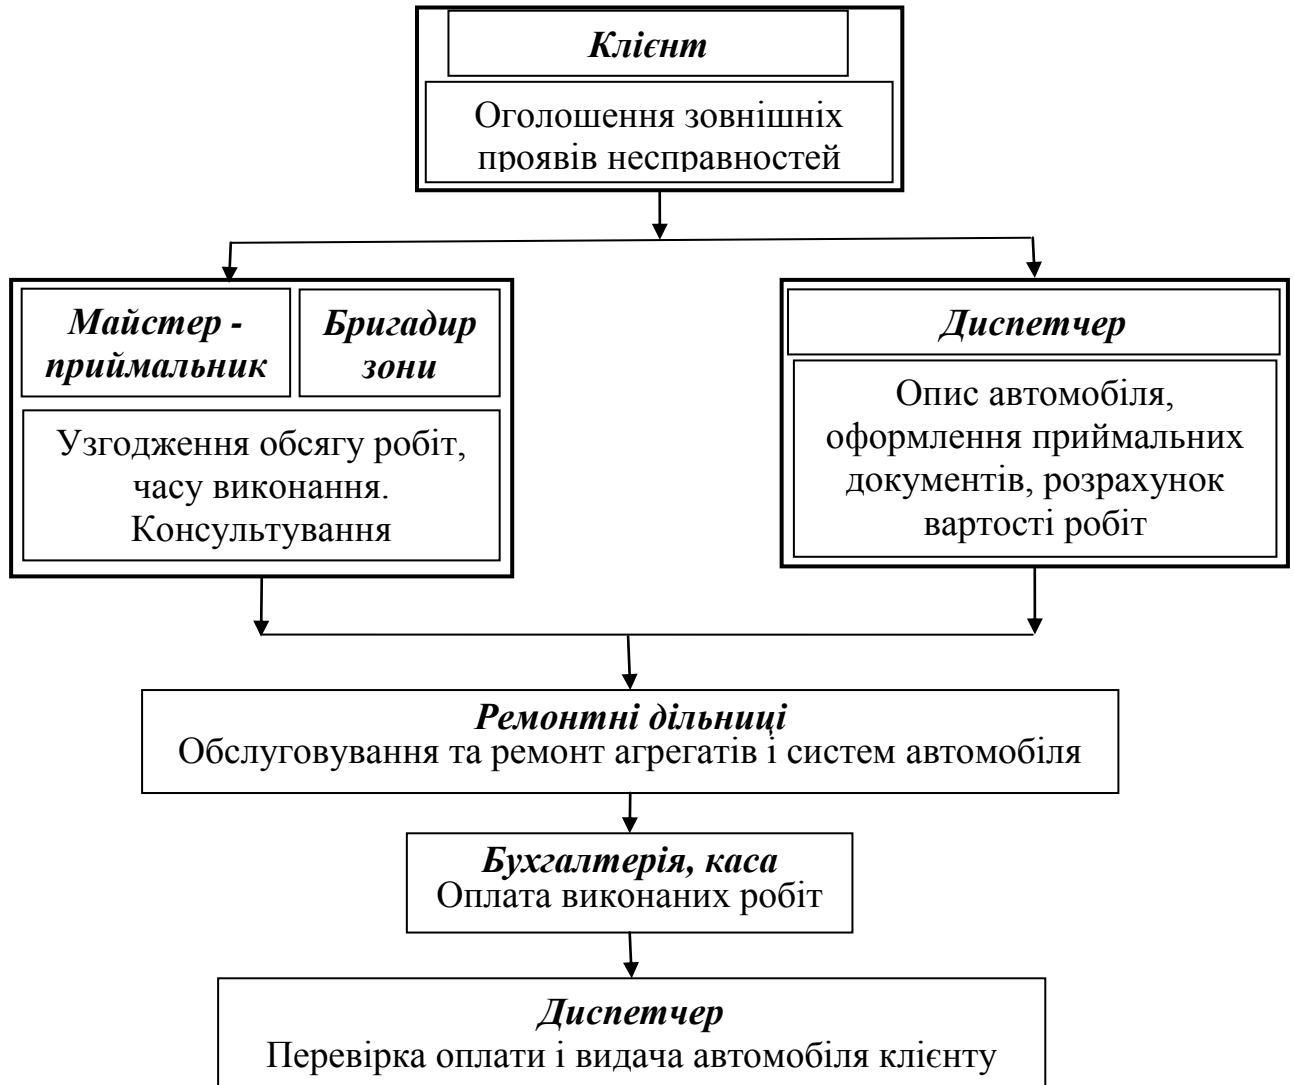 Клієнт
Оголошення зовнішніх
проявів несправностей
Майстер -
приймальник
Бригадир
зони
Узгодження обсягу робіт,
часу виконання.
Консультування
Диспетчер
Опис автомобіля,
оформлення приймальних
документів, розрахунок
вартості робіт
Ремонтні дільниці
Обслуговування та ремонт агрегатів і систем автомобіля
Бухгалтерія, каса
Оплата виконаних робіт
Диспетчер
Перевірка оплати і видача автомобіля клієнту